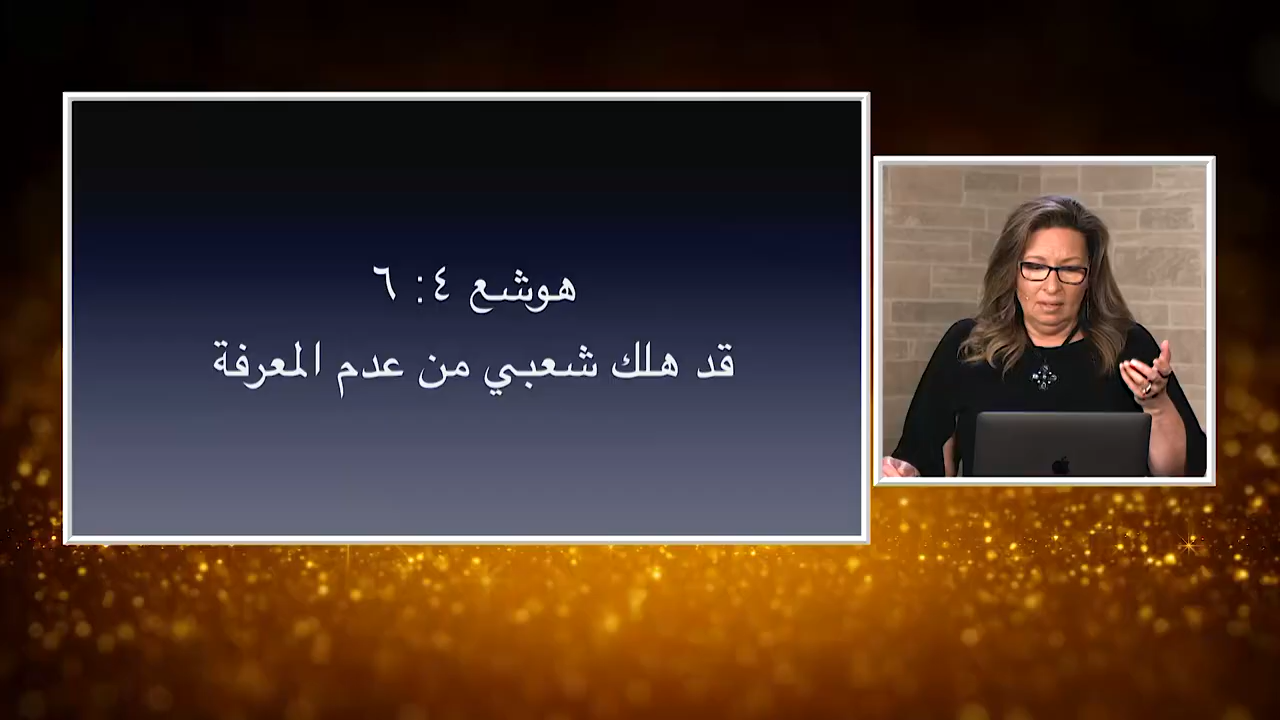 هوشع ٤: ٦
قد هلك شعبي من عدم المعرفة